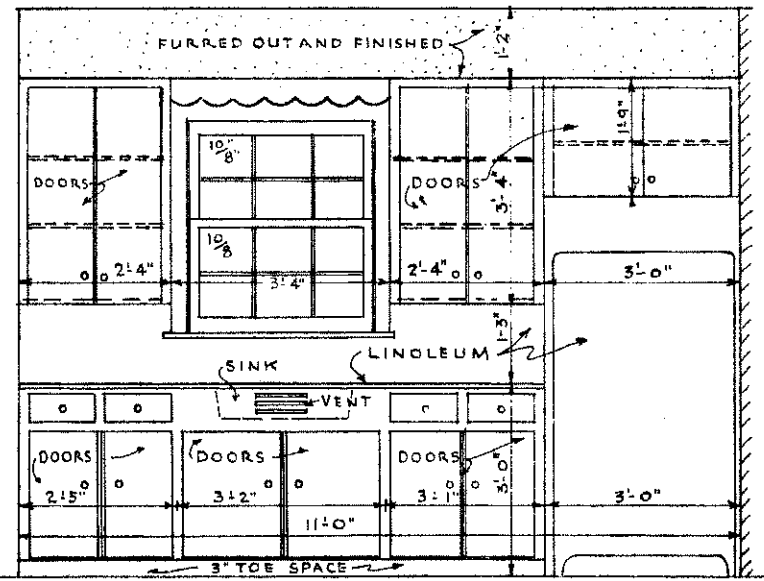 FURRED OUT AND FINISHED
1'-2"
10"/8"
1'-9"
DOORS
DOORS
3'-4"
10/8
2'-4"
3'-4"
2'-4"
3'-0"
1'-3"
LINOLEUM
SINK
VENT
DOORS
DOORS
DOORS
3'-0"
2'-5"
3'-2"
3'-1"
3'-0"
11'-0"
3" TOE SPACE